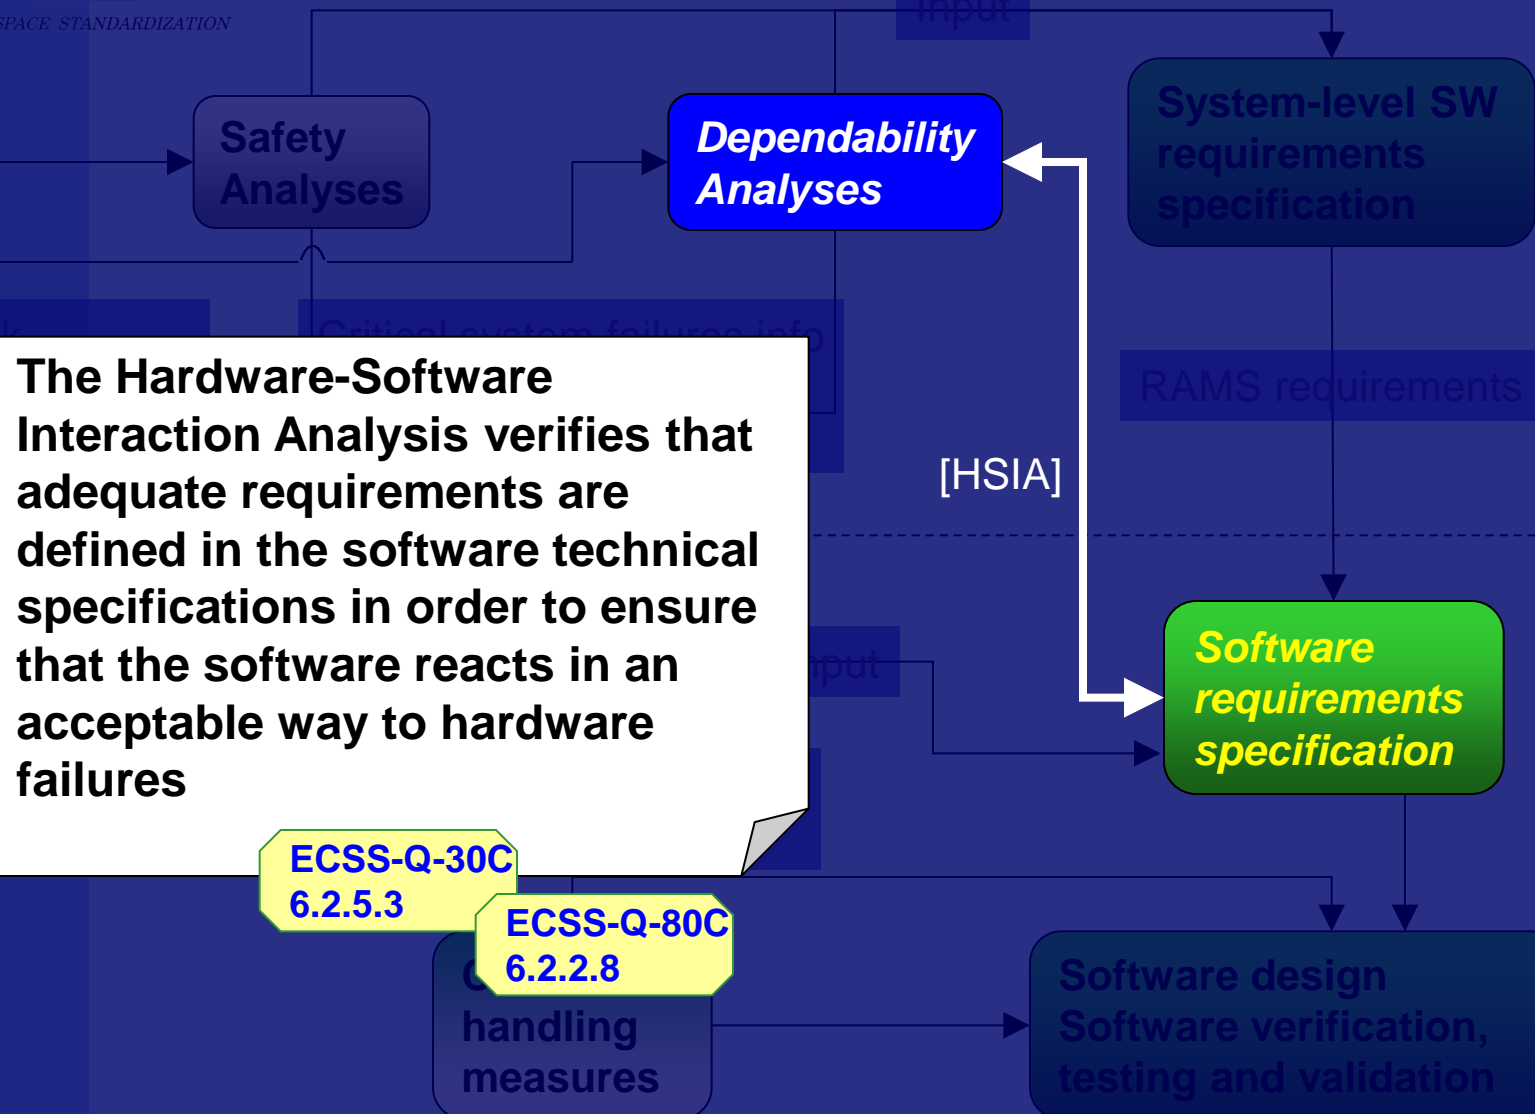 SPACE STANDARDIZATION
Input
Safety
Analyses
Dependability
Analyses
System-level SW
requirements
specification
Critical system failures info
RAMS requirements
The Hardware-Software
Interaction Analysis verifies that
adequate requirements are
defined in the software technical
specifications in order to ensure
that the software reacts in an
acceptable way to hardware
failures
[HSIA]
Software
requirements
specification
ECSS-Q-30C
6.2.5.3
ECSS-Q-80C
6.2.2.8
handling
measures
Software design
Software verification,
testing and validation